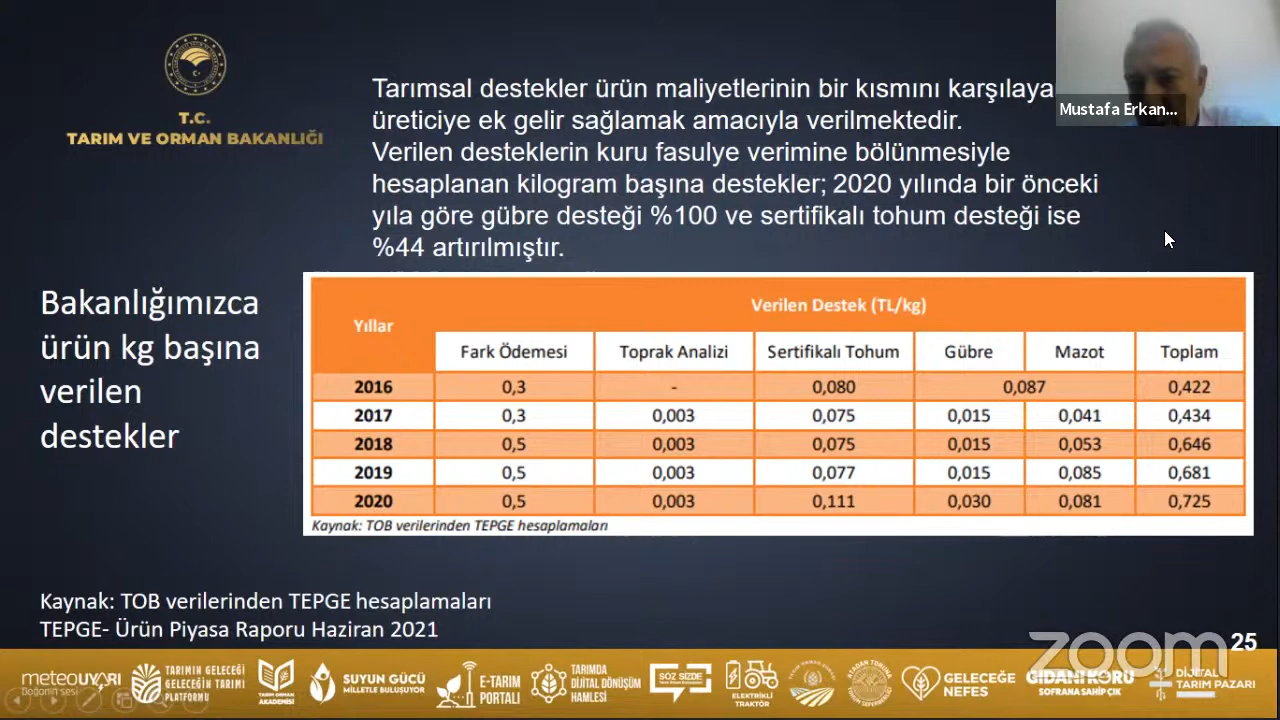 T.C.
TARIM VE ORMAN BAKANLIĞI
Tarımsal destekler ürün maliyetlerinin bir kısmını karşılaya
üreticiye ek gelir sağlamak amacıyla verilmektedir.
Verilen desteklerin kuru fasulye verimine bölünmesiyle
hesaplanan kilogram başına destekler; 2020 yılında bir önceki
yıla göre gübre desteği %100 ve sertifikalı tohum desteği ise
%44 artırılmıştır.
Mustafa Erkan...
Bakanlığımızca
ürün kg başına
verilen
destekler
Yıllar Verilen Destek (TL/kg)
Fark Ödemesi Toprak Analizi Sertifikalı Tohum Gübre Mazot Toplam
2016 0,3 - 0,080 0,087 0,422
2017 0,3 0,003 0,075 0,015 0,041 0,434
2018 0,5 0,003 0,075 0,015 0,053 0,646
2019 0,5 0,003 0,077 0,015 0,085 0,681
2020 0,5 0,003 0,111 0,030 0,081 0,725
Kaynak: TOB verilerinden TEPGE hesaplamaları
Kaynak: TOB verilerinden TEPGE hesaplamaları
TEPGE- Ürün Piyasa Raporu Haziran 2021
25
zoom
meteoUYARI
Doğanın sesi
TARIMIN GELECEĞİ
GELECEĞİN TARIMI
PLATFORMU
TARIM ORMAN
AKADEMİSİ
SUYUN GÜCÜ
MİLLETLE BULUŞUYOR
E-TARIM
PORTALI
TARIMDA
DİJİTAL DÖNÜŞÜM
HAMLESİ
SÖZ SİZDE
ELEKTRİKLİ
TRAKTÖR
GELECEĞE
NEFES
GIDANI KORU
SOFRANA SAHİP ÇIK
DİJİTAL
TARIM PAZARI